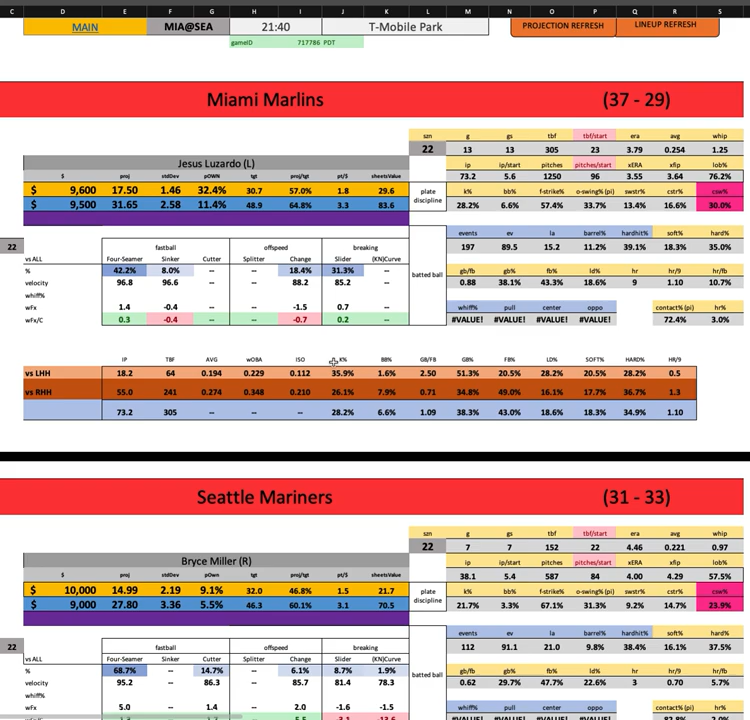 C D E F G H I J K L M N O P Q R S
MAIN MIA@SEA 21:40 T-Mobile Park PROJECTION REFRESH LINEUP REFRESH
gameID 717786 PDT
Miami Marlins (37 - 29)
szn g gs tbf tbf/start era avg whip
22 13 13 305 23 3.79 0.254 1.25
Jesus Luzardo (L) ip ip/start pitches pitches/start xERA xfip lob%
$ proj stdDev pOWN tgt proj/tgt pt/$ sheetsValue 73.2 5.6 1250 96 3.55 3.64 76.2%
$ 9,600 17.50 1.46 32.4% 30.7 57.0% 1.8 29.6 plate discipline k% bb% f-strike% o-swing% (pi) swstr% cstr% csw%
$ 9,500 31.65 2.58 11.4% 48.9 64.8% 3.3 83.6 28.2% 6.6% 57.4% 33.7% 13.4% 16.6% 30.0%
22 fastball offspeed breaking events ev la barrel% hardhit% soft% hard%
vs ALL Four-Seamer Sinker Cutter Splitter Change Slider (KN)Curve batted ball 197 89.5 15.2 11.2% 39.1% 18.3% 35.0%
% 42.2% 8.0% -- -- 18.4% 31.3% --
velocity 96.8 96.6 -- -- 88.2 85.2 -- gb/fb gb% fb% ld% hr hr/9 hr/fb
whiff% 0.88 38.1% 43.3% 18.6% 9 1.10 10.7%
wFx 1.4 -0.4 -- -- -1.5 0.7 -- whiff% pull center oppo contact% (pi) hr%
wFx/C 0.3 -0.4 -- -- -0.7 0.2 -- #VALUE! #VALUE! #VALUE! #VALUE! 72.4% 3.0%
IP TBF AVG wOBA ISO K% BB% GB/FB GB% FB% LD% SOFT% HARD% HR/9
vs LHH 18.2 64 0.194 0.229 0.112 35.9% 1.6% 2.50 51.3% 20.5% 28.2% 20.5% 28.2% 0.5
vs RHH 55.0 241 0.274 0.348 0.210 26.1% 7.9% 0.71 34.8% 49.0% 16.1% 17.7% 36.7% 1.3
73.2 305 -- -- -- 28.2% 6.6% 1.09 38.3% 43.0% 18.6% 18.3% 34.9% 1.10
Seattle Mariners (31 - 33)
szn g gs tbf tbf/start era avg whip
22 7 7 152 22 4.46 0.221 0.97
Bryce Miller (R) ip ip/start pitches pitches/start xERA xfip lob%
$ proj stdDev pOwn tgt proj/tgt pt/$ sheetsValue 38.1 5.4 587 84 4.00 4.29 57.5%
$ 10,000 14.99 2.19 9.1% 32.0 46.8% 1.5 21.7 plate discipline k% bb% f-strike% o-swing% (pi) swstr% cstr% csw%
$ 9,000 27.80 3.36 5.5% 46.3 60.1% 3.1 70.5 21.7% 3.3% 67.1% 31.3% 9.2% 14.7% 23.9%
22 fastball offspeed breaking events ev la barrel% hardhit% soft% hard%
vs ALL Four-Seamer Sinker Cutter Splitter Change Slider (KN)Curve batted ball 112 91.1 21.0 9.8% 38.4% 16.1% 37.5%
% 68.7% -- 14.7% -- 6.1% 8.7% 1.9%
velocity 95.2 -- 86.3 -- 85.7 81.4 78.3 gb/fb gb% fb% ld% hr hr/9 hr/fb
whiff% 0.62 29.7% 47.7% 22.6% 3 0.70 5.7%
wFx 5.0 -- 1.4 -- 2.0 -1.6 -1.5 whiff% pull center oppo contact% (pi) hr%